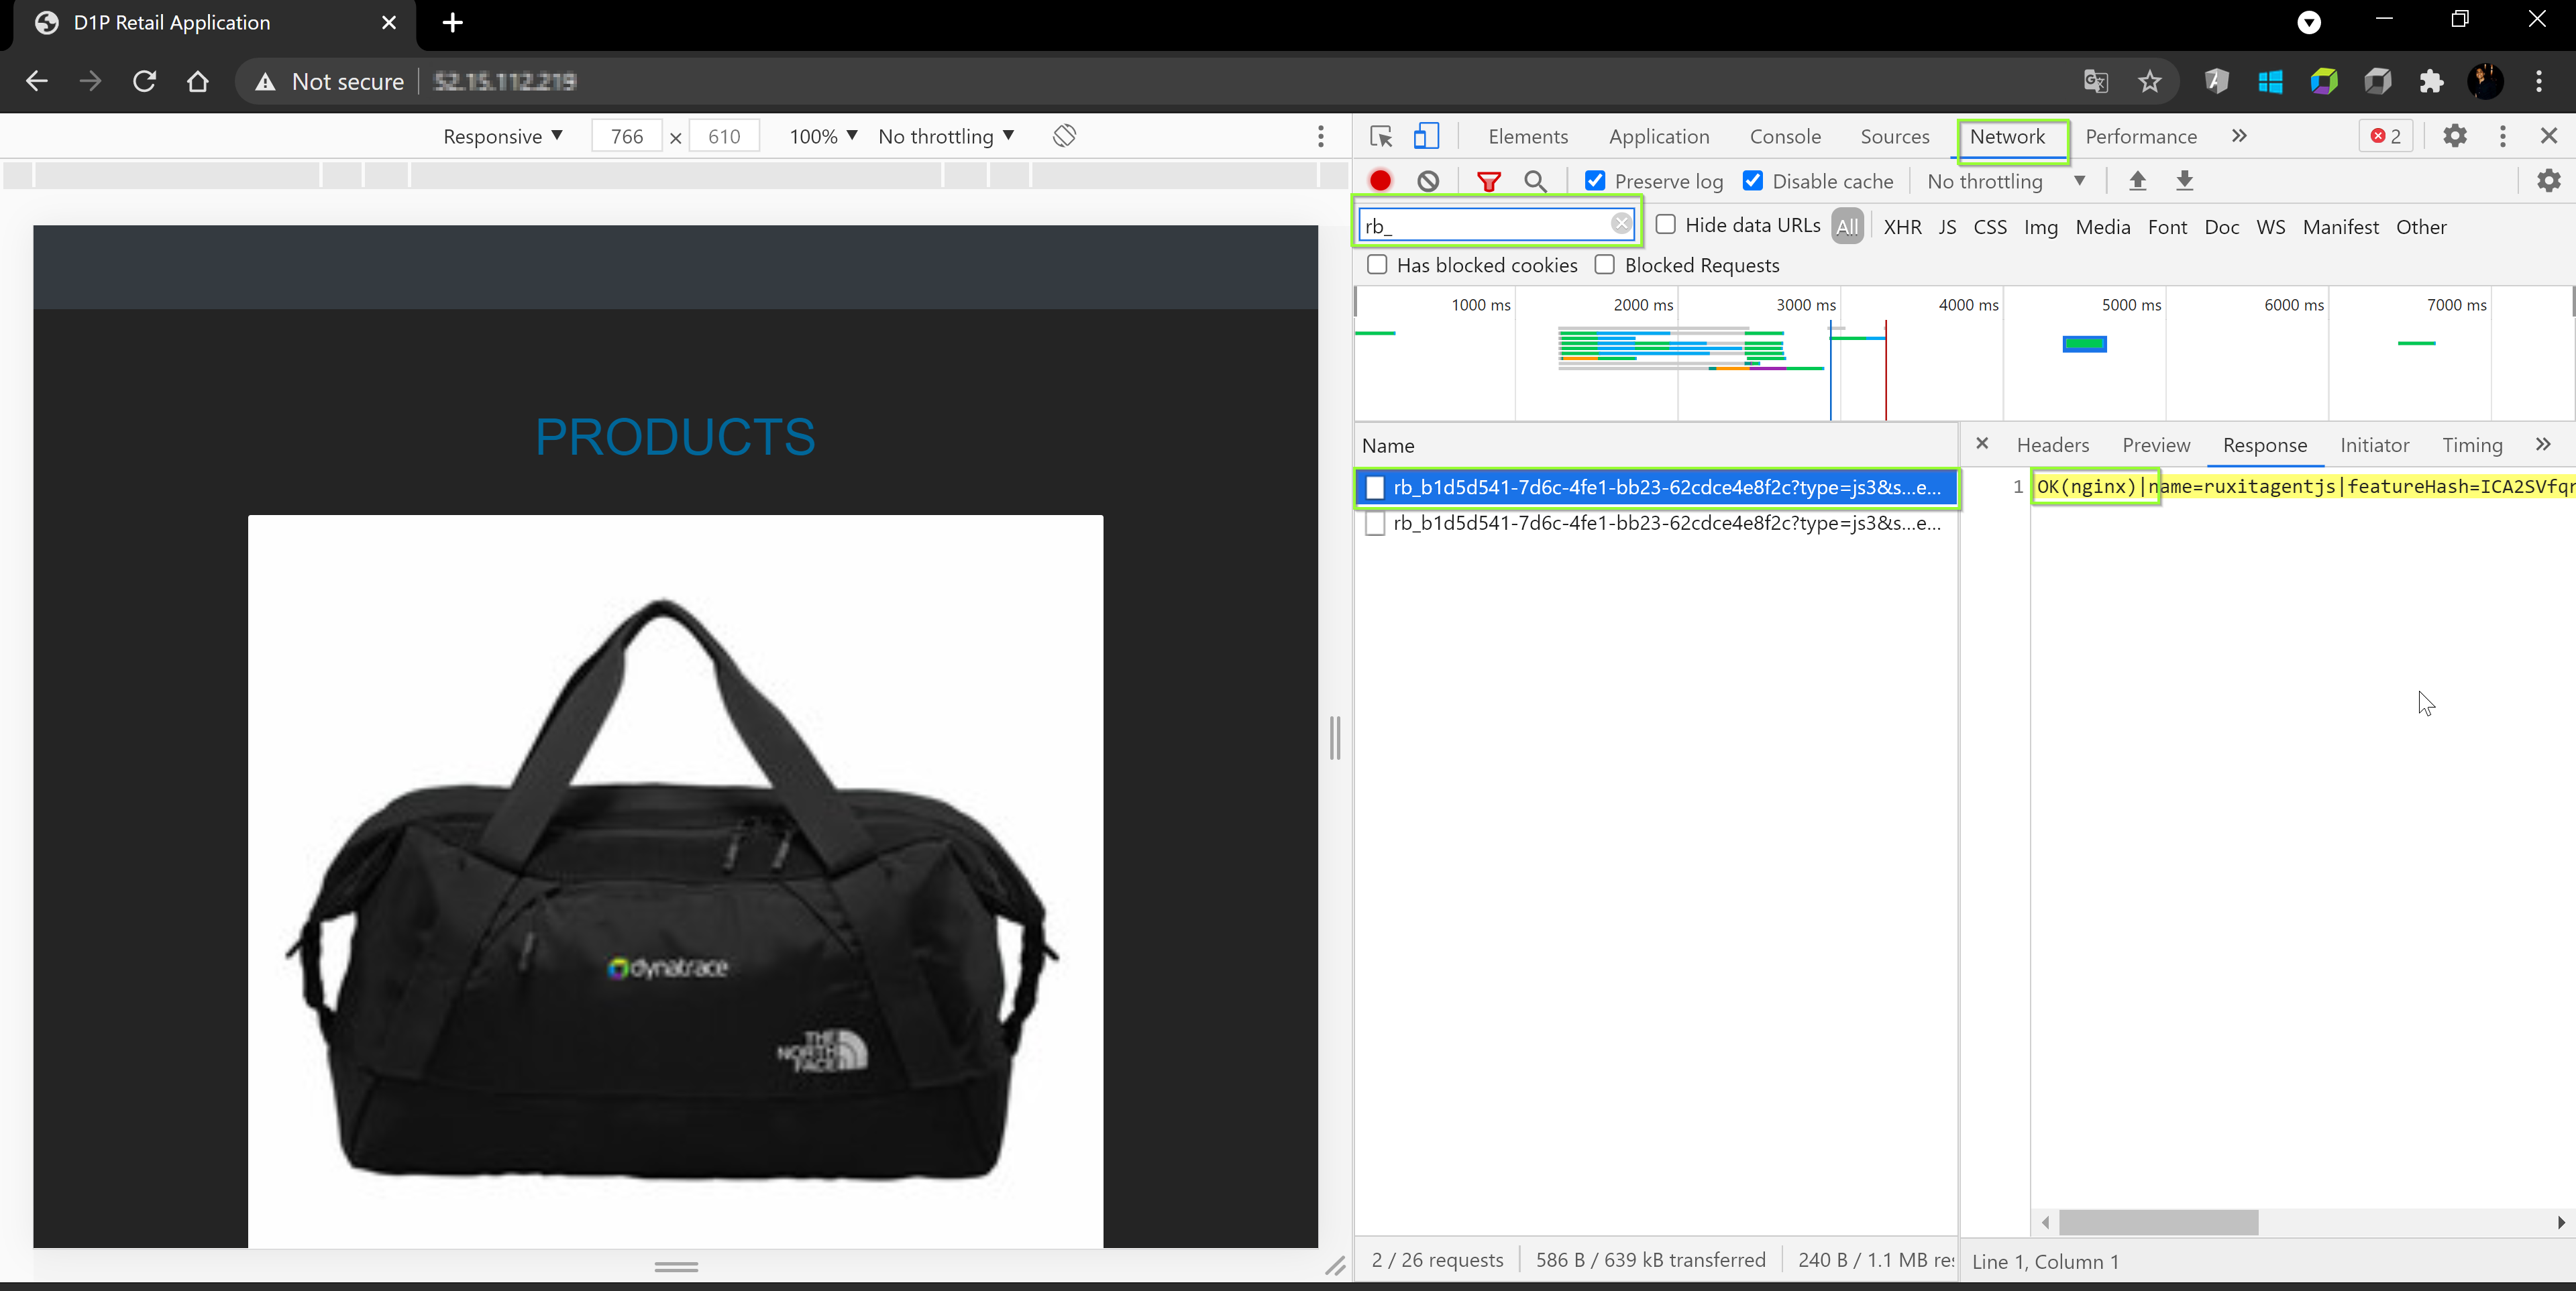 D1P Retail Application
Not secure 52.15.112.219
Responsive 766 × 610 100% No throttling
Elements Application Console Sources Network Performance 2
Preserve log Disable cache No throttling
rb_ Hide data URLs All XHR JS CSS Img Media Font Doc WS Manifest Other
Has blocked cookies Blocked Requests
1000 ms 2000 ms 3000 ms 4000 ms 5000 ms 6000 ms 7000 ms
Name
Headers Preview Response Initiator Timing
rb_b1d5d541-7d6c-4fe1-bb23-62cdce4e8f2c?type=js3&s...e...
rb_b1d5d541-7d6c-4fe1-bb23-62cdce4e8f2c?type=js3&s...e...
1 OK(nginx)|name=ruxitagentjs|featureHash=ICA2SVfqr
PRODUCTS
dynatrace
THE
NORTH
FACE
2 / 26 requests 586 B / 639 kB transferred 240 B / 1.1 MB res
Line 1, Column 1